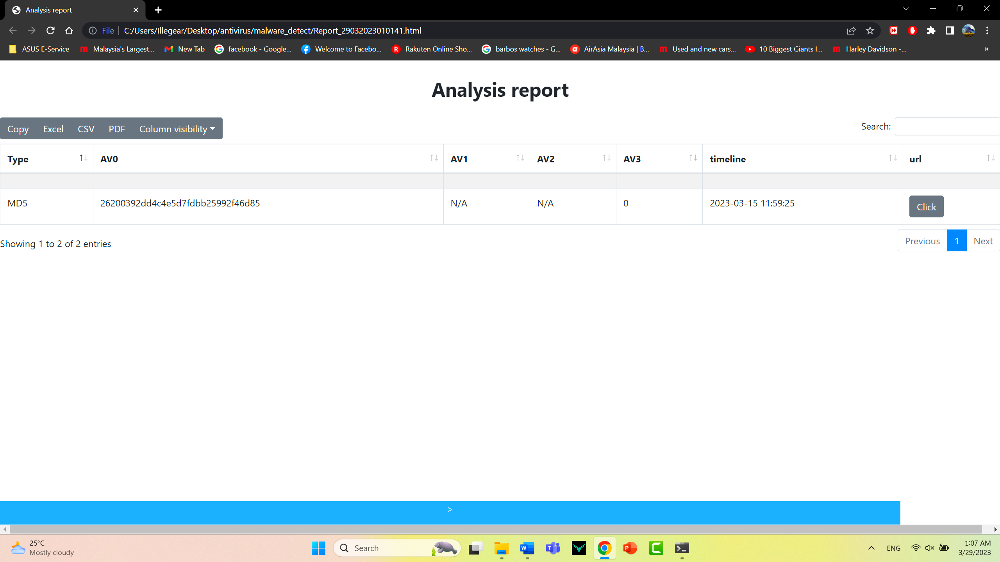 Analysis report
File
C:/Users/Illegear/Desktop/antivirus/malware_detect/Report_29032023010141.html
ASUS E-Service Malaysia's Largest... New Tab facebook - Google... Welcome to Facebo... Rakuten Online Sho... barbos watches - G... AirAsia Malaysia | B... Used and new cars... 10 Biggest Giants I... Harley Davidson -... »
Analysis report
Copy Excel CSV PDF Column visibility
Search:
Type AV0 AV1 AV2 AV3 timeline url
MD5 26200392dd4c4e5d7fdbb25992f46d85 N/A N/A 0 2023-03-15 11:59:25 Click
Showing 1 to 2 of 2 entries
Previous 1 Next
>
25°C
Mostly cloudy
Search
ENG
1:07 AM
3/29/2023